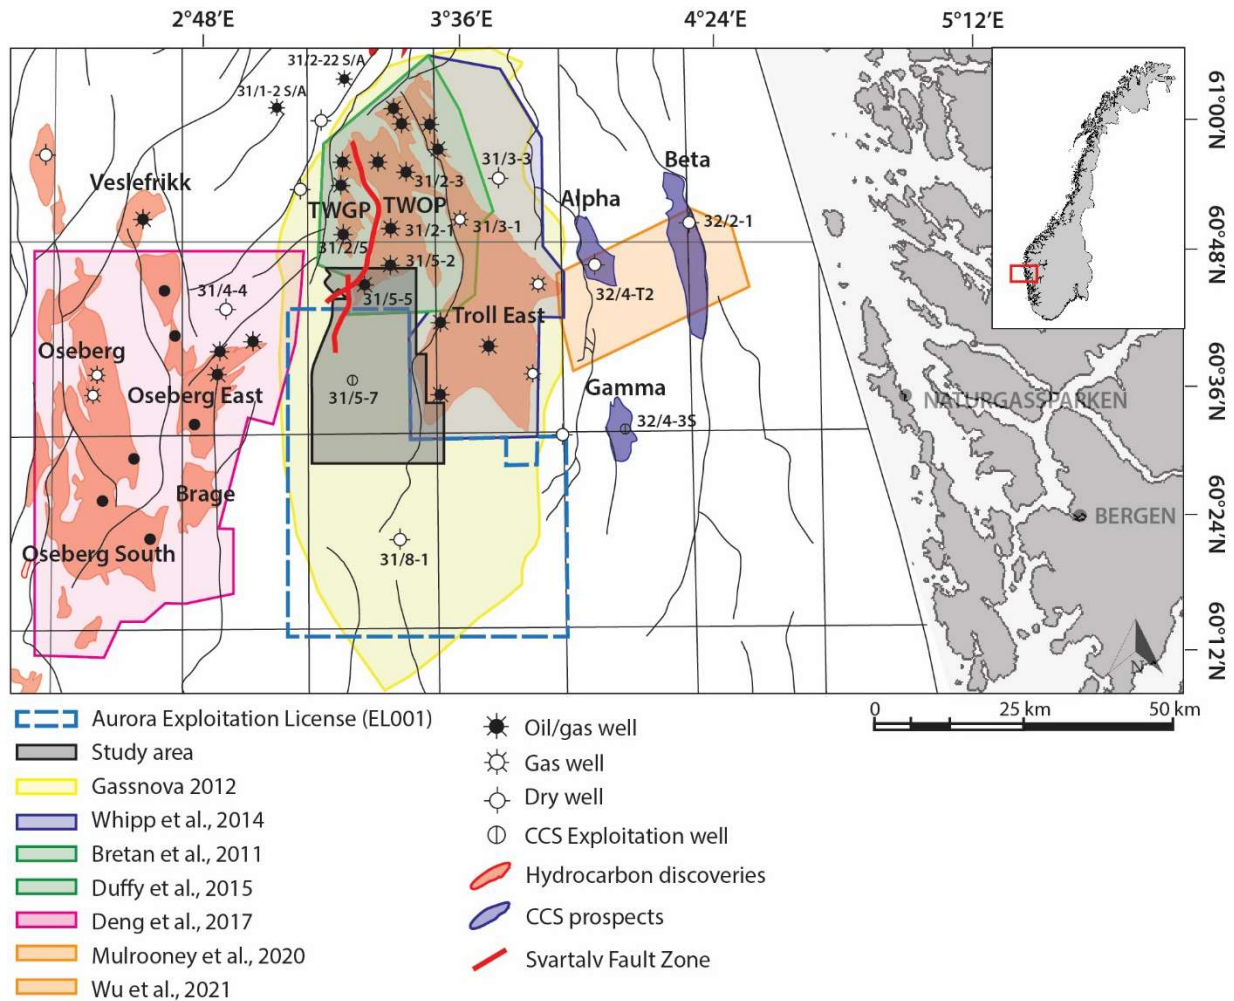 2°48′E
3°36′E
4°24′E
5°12′E
31/2-22 S/A
31/1-2 S/A
61°00′N
31/3-3
Beta
Veslefrikk
31/2-3
Alpha
TWGP
TWOP
32/2-1
31/2-1
31/3-1
31/2/5
60°48′N
31/5-2
31/4-4
31/5-5
32/4-T2
Troll East
Oseberg
Gamma
60°36′N
Oseberg East
31/5-7
NATURGASSPARKEN
32/4-3S
Brage
60°24′N
BERGEN
Oseberg South
31/8-1
60°12′N
N
0
25 km
50 km
Aurora Exploitation License (EL001)
Study area
Gassnova 2012
Whipp et al., 2014
Bretan et al., 2011
Duffy et al., 2015
Deng et al., 2017
Mulrooney et al., 2020
Wu et al., 2021
Oil/gas well
Gas well
Dry well
CCS Exploitation well
Hydrocarbon discoveries
CCS prospects
Svartalv Fault Zone